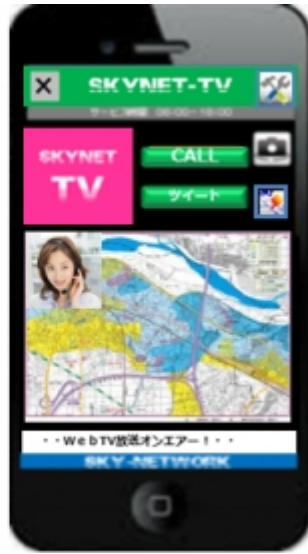 SKYNET-TV
サービス時間 08:00-18:00
SKYNET
TV
CALL
ツイート
・・WebTV放送オンエアー！・・
SKY-NETWORK